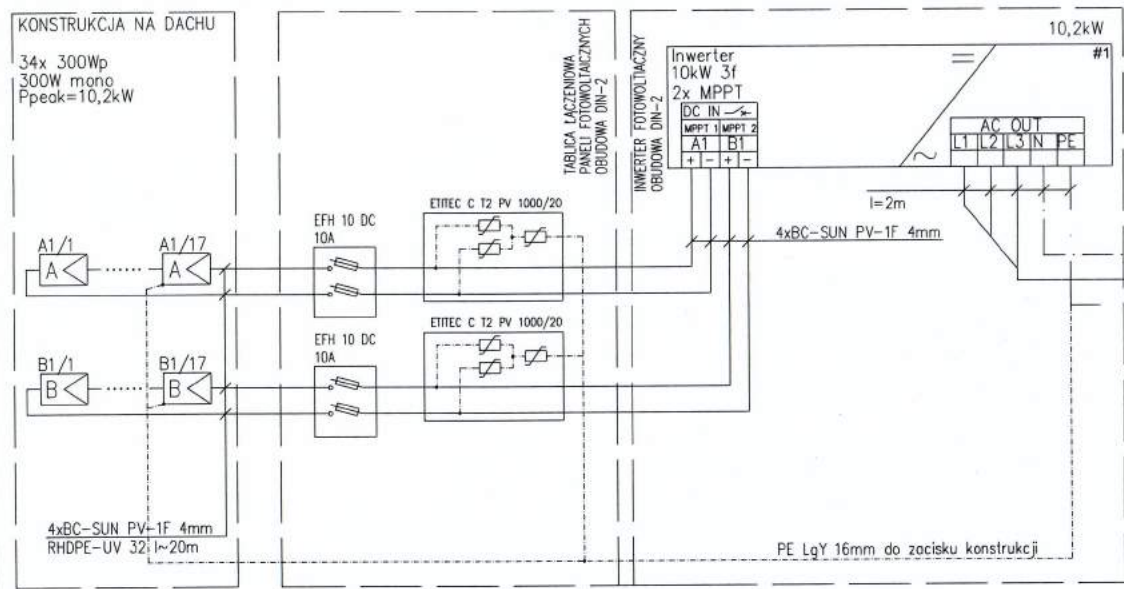 KONSTRUKCJA NA DACHU
34x 300Wp
300W mono
Ppeak=10,2kW
A1/1
A1/17
A
A
B1/1
B1/17
B
B
4xBC-SUN PV-1F 4mm
RHDPE-UV 32 l~20m
TABLICA ŁĄCZENIOWA
PANELI FOTOWOLTAICZNYCH
OBUDOWA DIN-2
EFH 10 DC
10A
ETITEC C T2 PV 1000/20
EFH 10 DC
10A
ETITEC C T2 PV 1000/20
INWERTER FOTOWOLTIACZNY
OBUDOWA DIN-2
10,2kW
#1
Inwerter
10kW 3f
2x MPPT
DC IN
MPPT 1 MPPT 2
A1 B1
+ - + -
AC OUT
L1 L2 L3 N PE
l=2m
4xBC-SUN PV-1F 4mm
PE LgY 16mm do zacisku konstrukcji